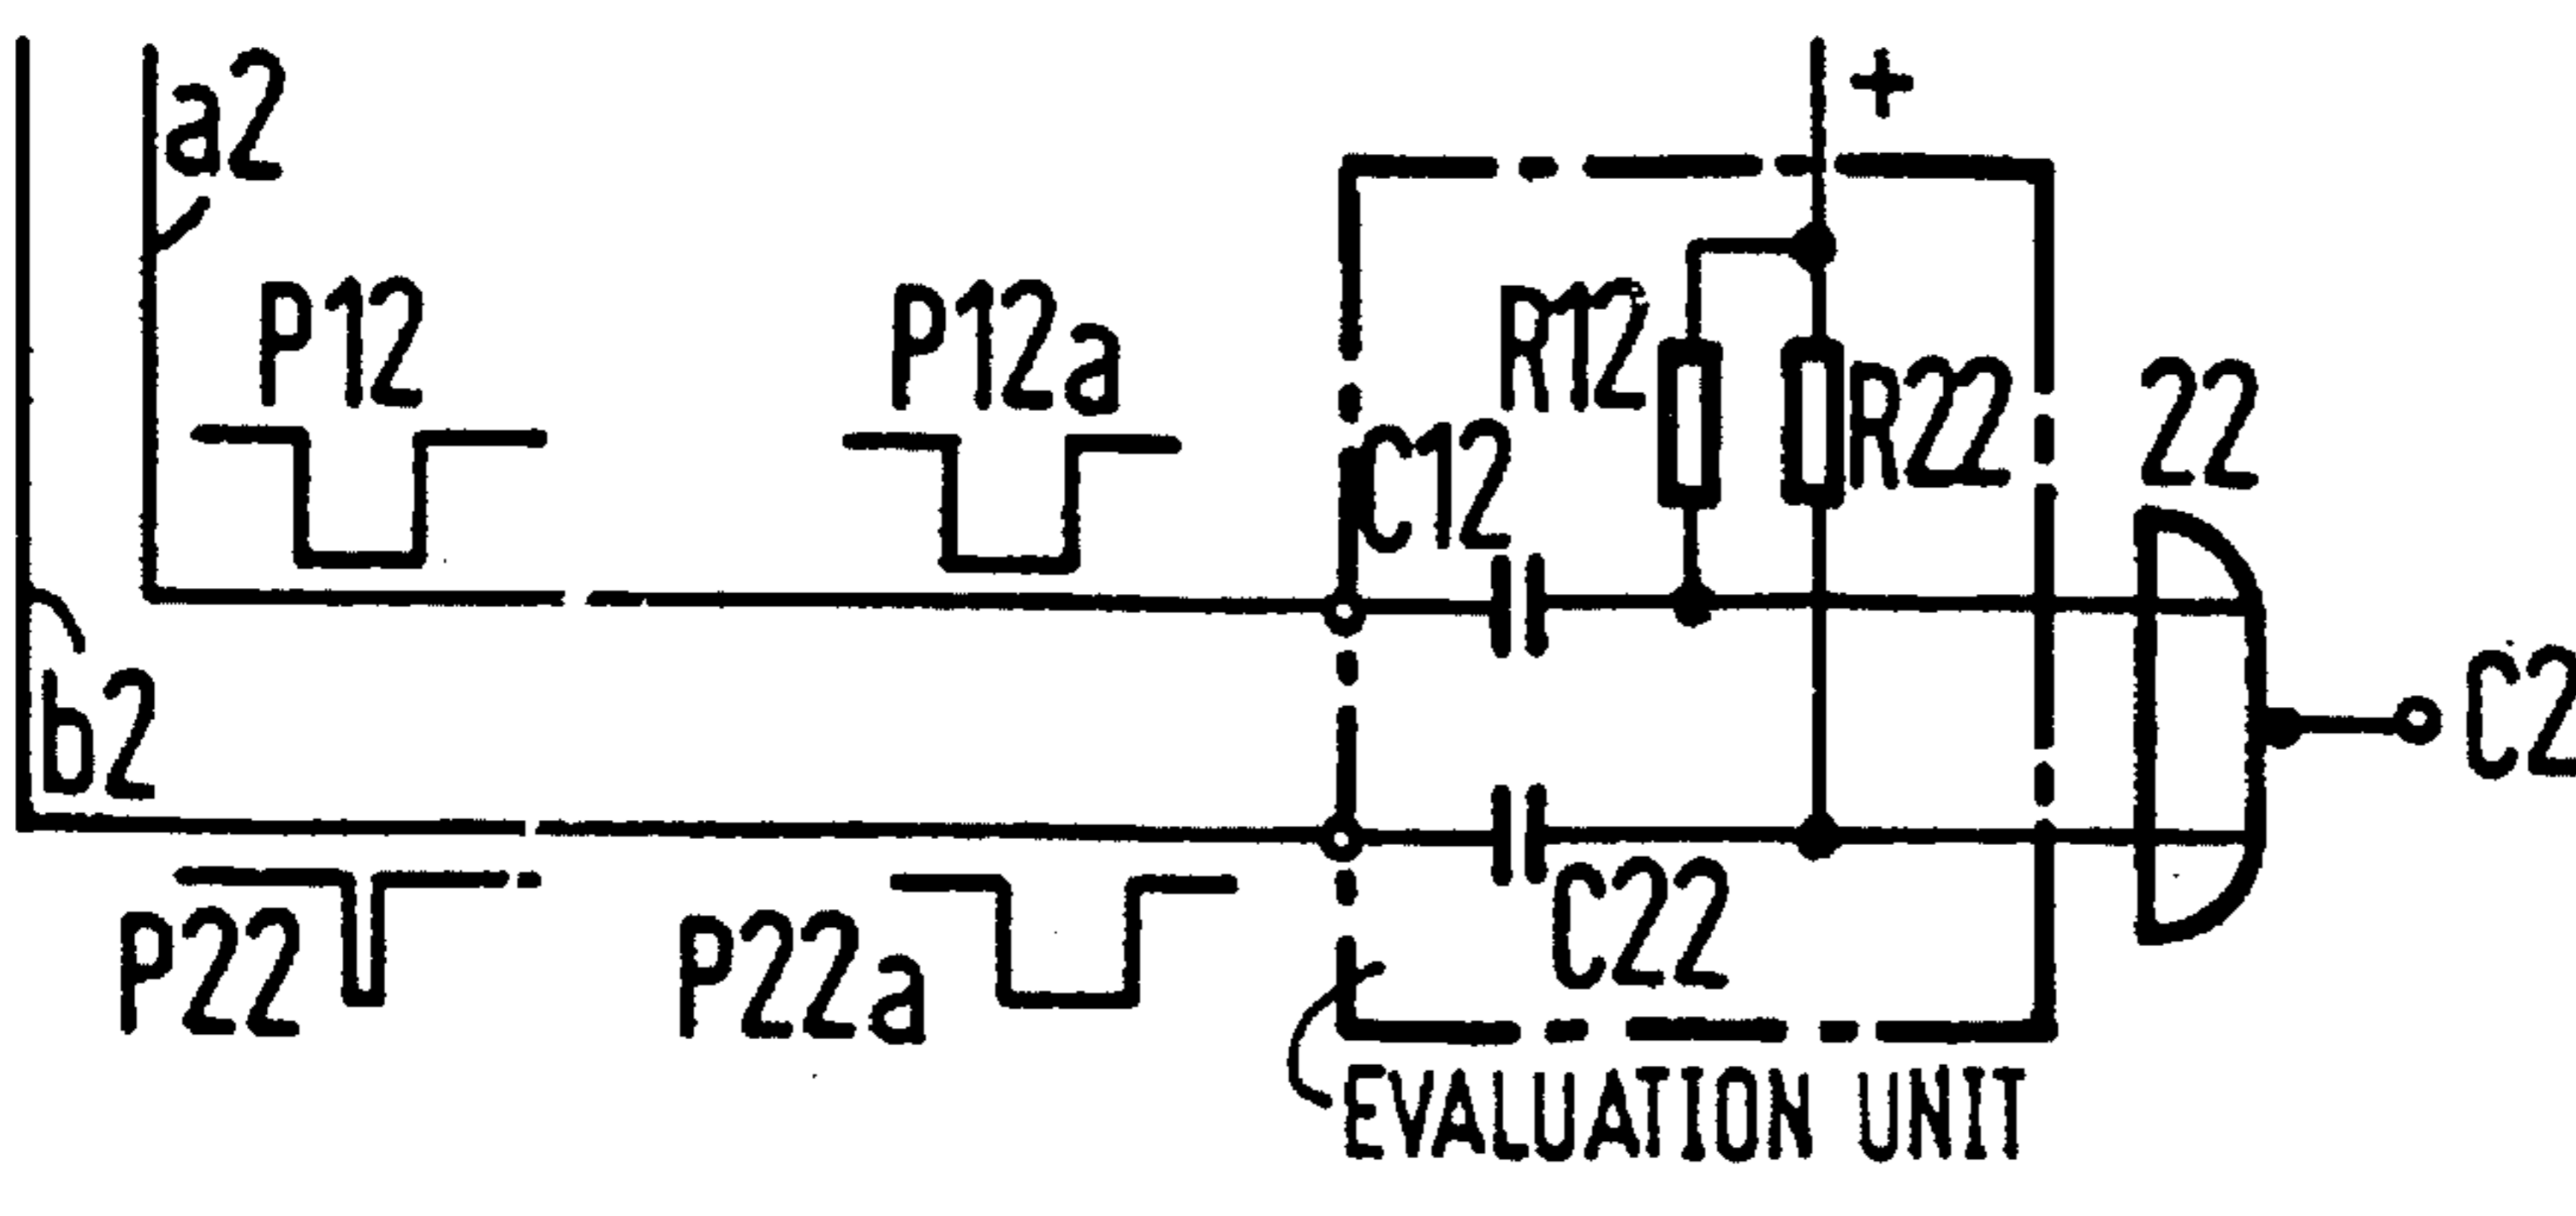 a2
+
P12
P12a
R12
R22
22
C12
b2
C2
P22
P22a
C22
EVALUATION UNIT